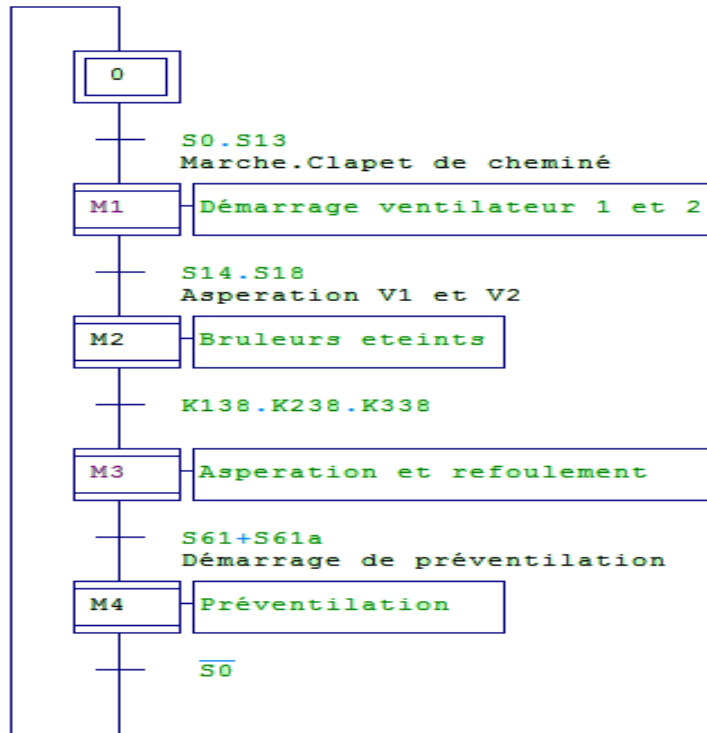 0
S0.S13
Marche.Clapet de cheminé
M1 Démarrage ventilateur 1 et 2
S14.S18
Asperation V1 et V2
M2 Bruleurs eteints
K138.K238.K338
M3 Asperation et refoulement
S61+S61a
Démarrage de préventilation
M4 Préventilation
S̅0̅